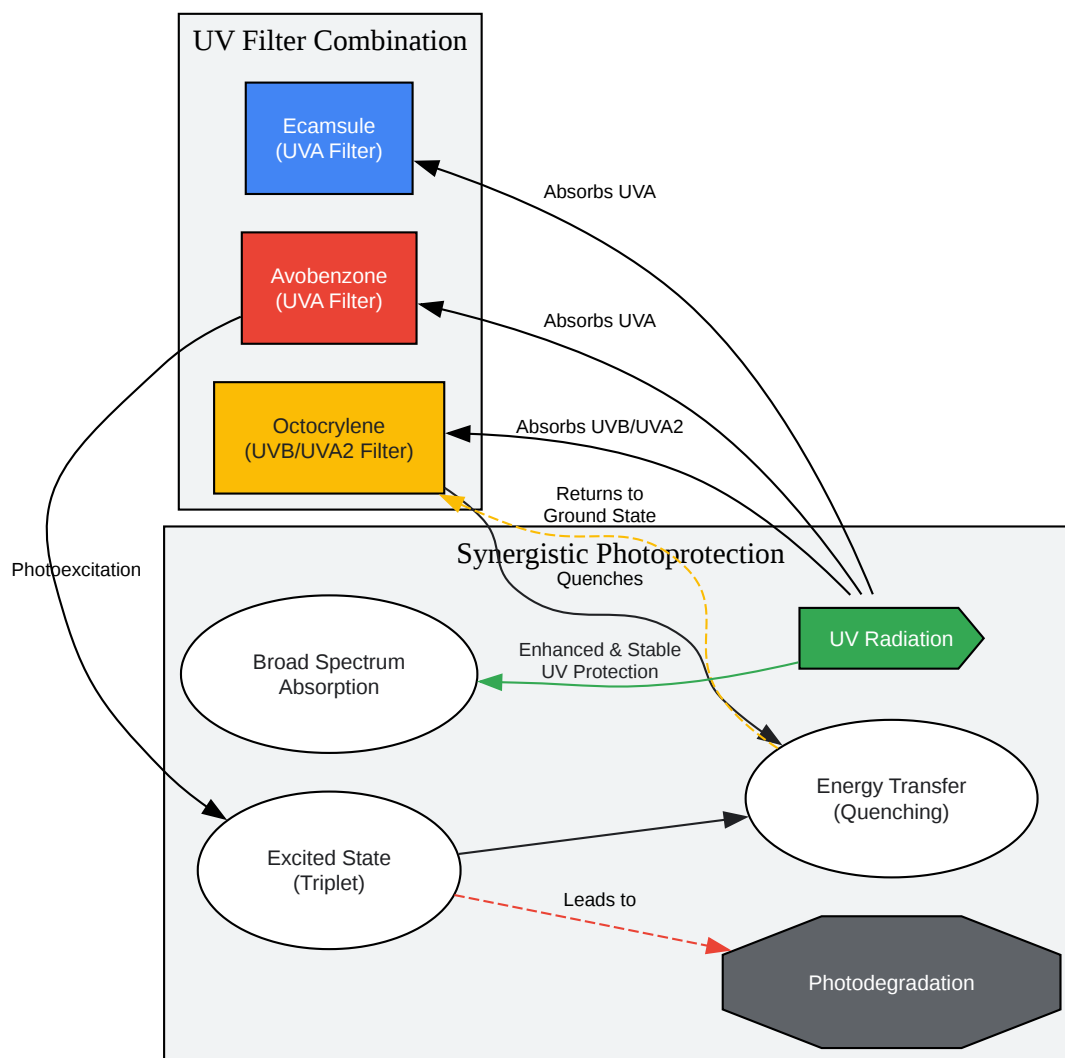 UV Filter Combination
Ecamsule
(UVA Filter)
Absorbs UVA
Avobenzone
(UVA Filter)
Absorbs UVA
Octocrylene
(UVB/UVA2 Filter)
Absorbs UVB/UVA2
Returns to
Ground State
Synergistic Photoprotection
Photoexcitation
Quenches
Broad Spectrum
Absorption
Enhanced & Stable
UV Protection
UV Radiation
Energy Transfer
(Quenching)
Excited State
(Triplet)
Leads to
Photodegradation